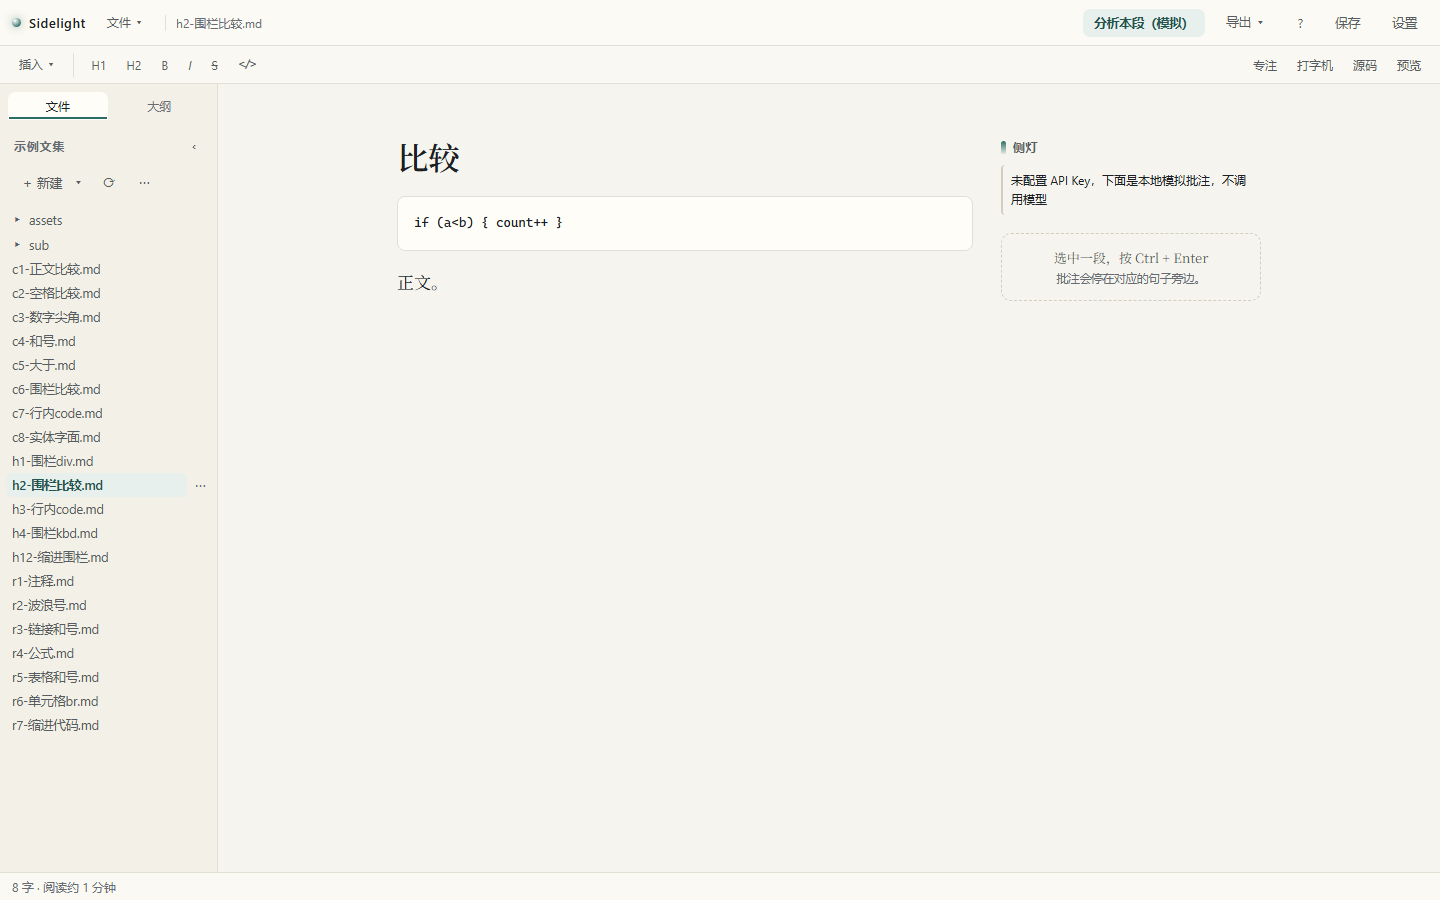 Sidelight 文件 h2-围栏比较.md 分析本段（模拟） 导出 ? 保存 设置
插入 H1 H2 B I S </> 专注 打字机 源码 预览
文件 大纲
示例文集 ‹
+ 新建 ···
assets
sub
c1-正文比较.md
c2-空格比较.md
c3-数字尖角.md
c4-和号.md
c5-大于.md
c6-围栏比较.md
c7-行内code.md
c8-实体字面.md
h1-围栏div.md
h2-围栏比较.md ···
h3-行内code.md
h4-围栏kbd.md
h12-缩进围栏.md
r1-注释.md
r2-波浪号.md
r3-链接和号.md
r4-公式.md
r5-表格和号.md
r6-单元格br.md
r7-缩进代码.md
比较
if (a<b) { count++ }
正文。
侧灯
未配置 API Key，下面是本地模拟批注，不调
用模型
选中一段，按 Ctrl + Enter
批注会停在对应的句子旁边。
8 字 · 阅读约 1 分钟